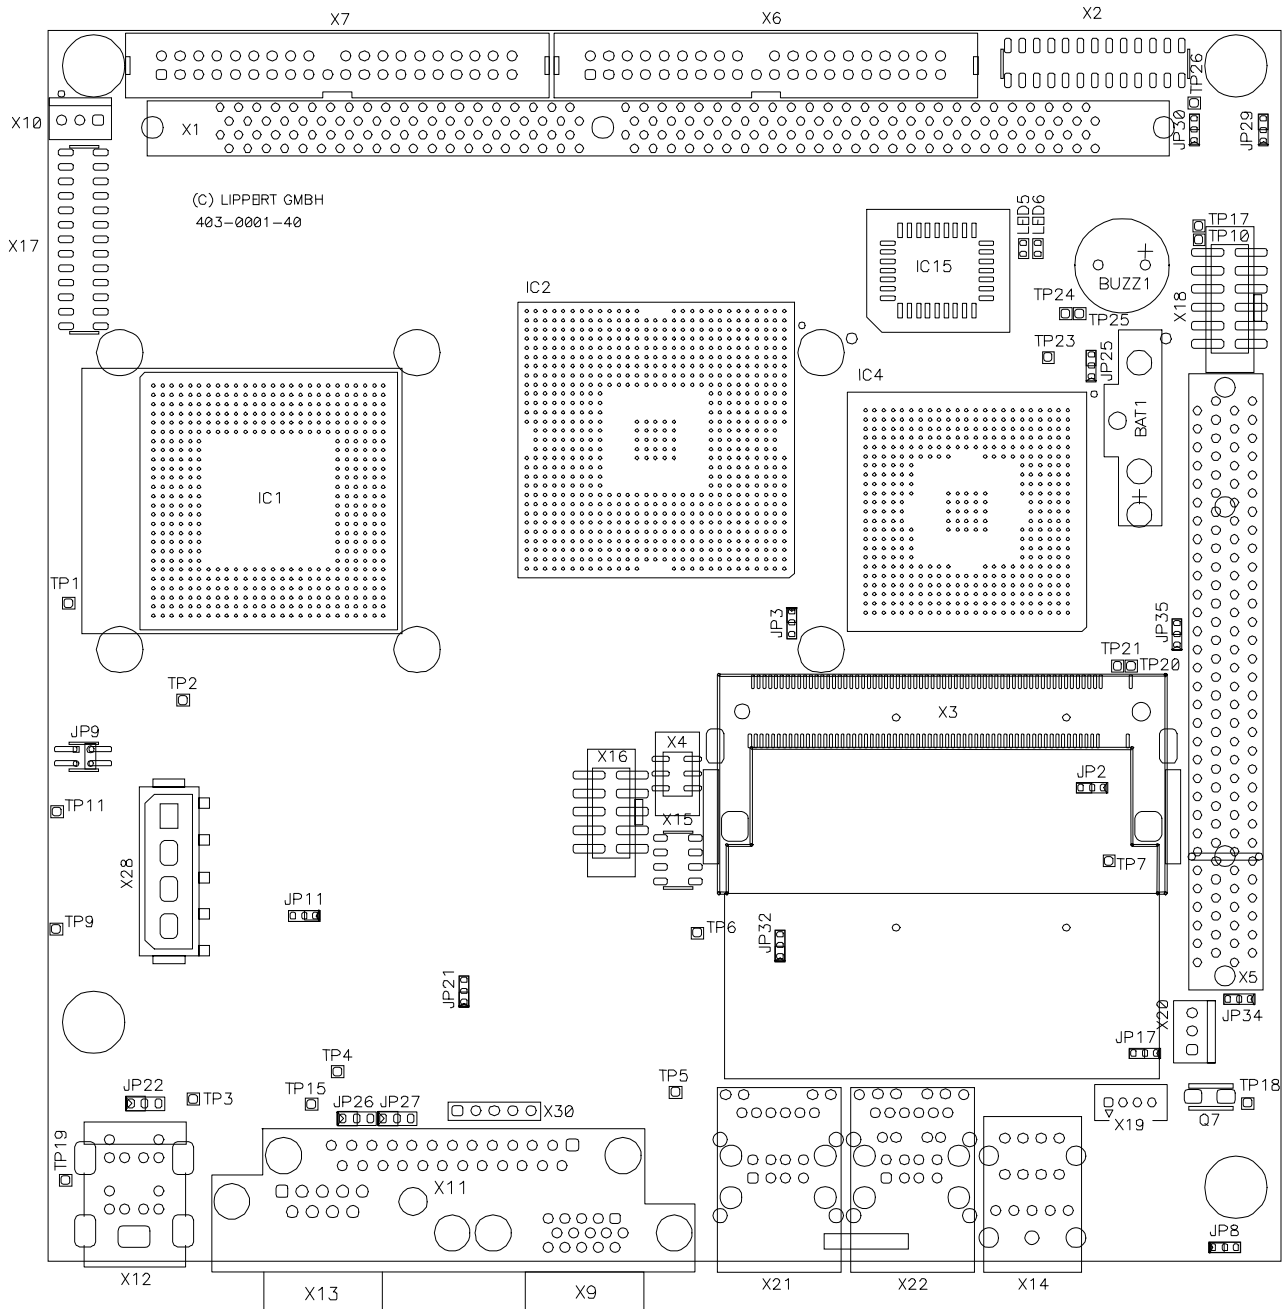 X7
X6
X2
TP26
X10
X1
JP30
JP29
(C) LIPPERT GMBH
403-0001-40
LED5
LED6
TP17
TP10
X17
IC15
BUZZ1
X18
IC2
TP24
TP25
TP23
JP25
IC4
BAT1
IC1
TP1
JP3
JP35
TP21
TP20
TP2
X3
JP9
X4
X16
JP2
TP11
X15
X28
TP7
JP11
TP9
TP6
JP32
X5
JP21
X20
JP34
JP17
TP4
TP5
JP22
TP3
TP15
JP26
JP27
X30
X19
Q7
TP18
TP19
X11
JP8
X12
X13
X9
X21
X22
X14